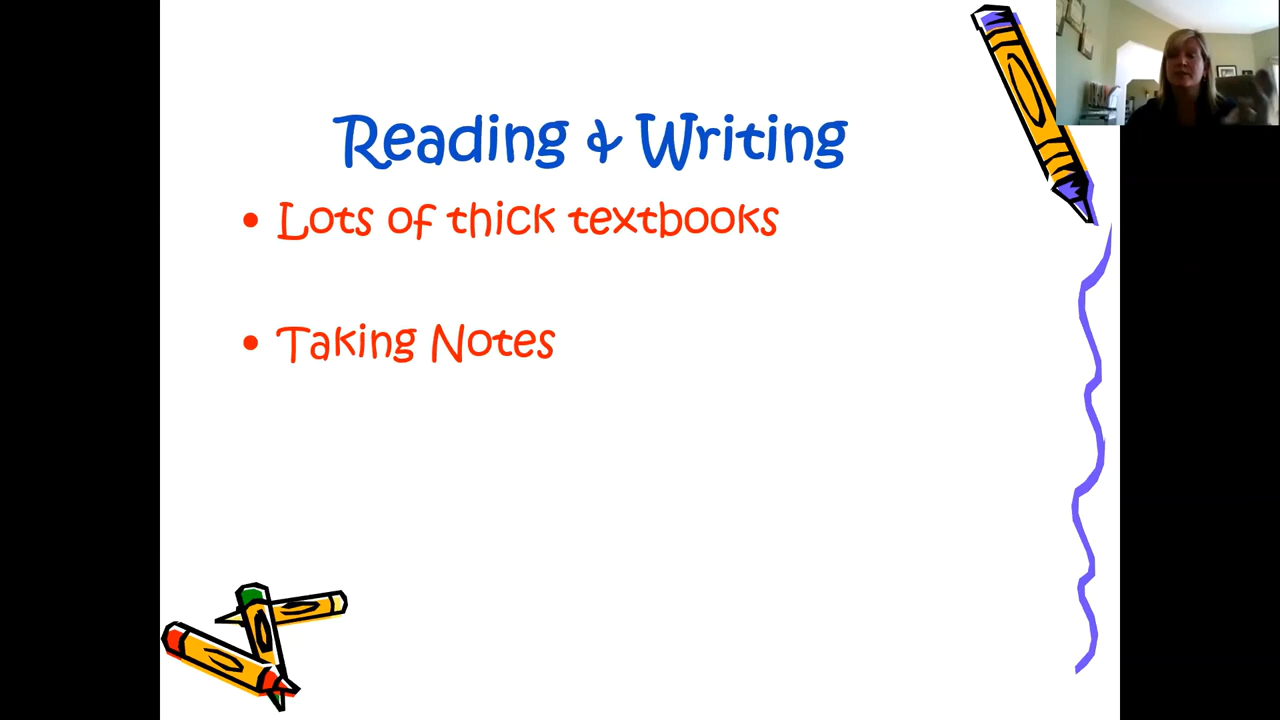 Reading & Writing
• Lots of thick textbooks
• Taking Notes